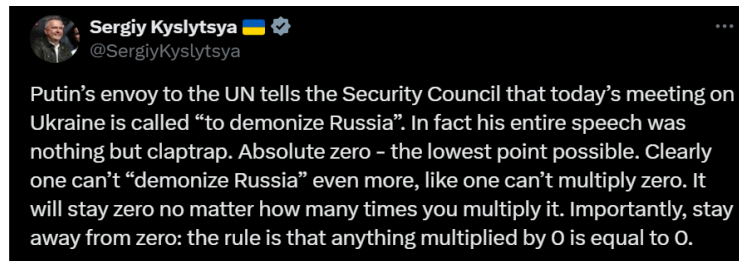 Sergiy Kyslytsya 🇺🇦
@SergiyKyslytsya
Putin’s envoy to the UN tells the Security Council that today’s meeting on
Ukraine is called “to demonize Russia”. In fact his entire speech was
nothing but claptrap. Absolute zero - the lowest point possible. Clearly
one can’t “demonize Russia” even more, like one can’t multiply zero. It
will stay zero no matter how many times you multiply it. Importantly, stay
away from zero: the rule is that anything multiplied by 0 is equal to 0.